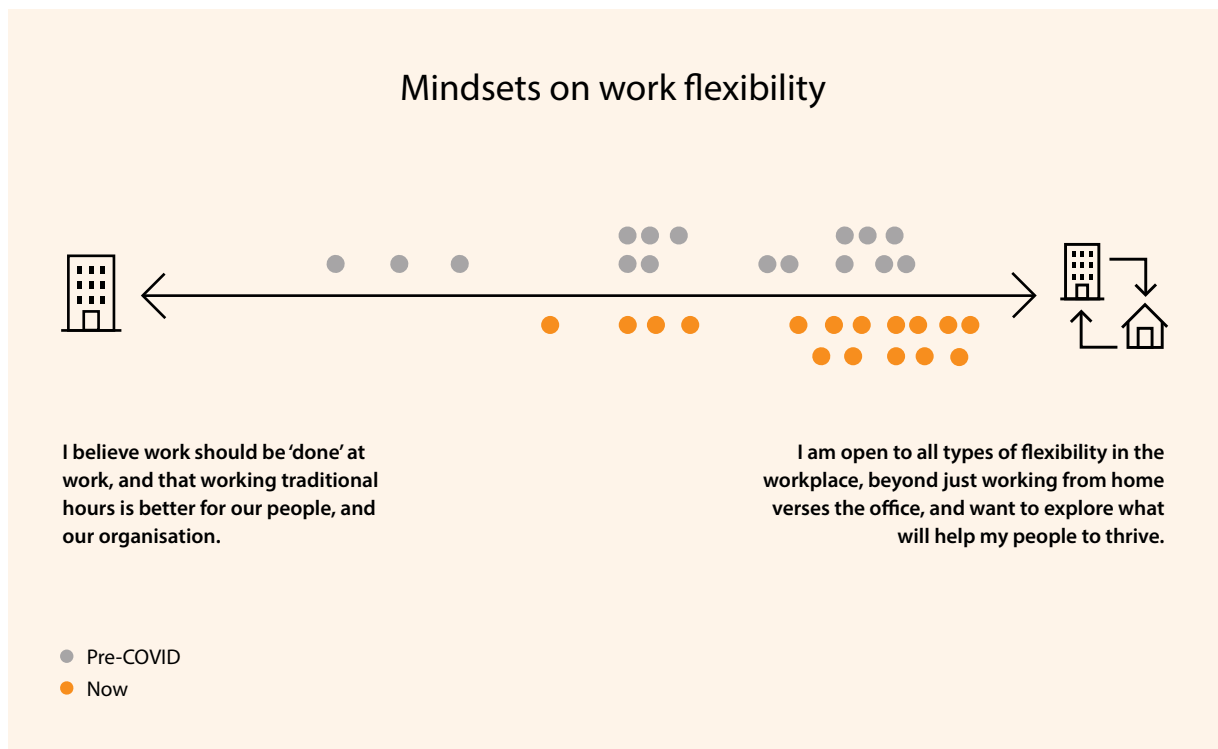 Mindsets on work flexibility
I believe work should be ‘done’ at
work, and that working traditional
hours is better for our people, and
our organisation.
I am open to all types of flexibility in the
workplace, beyond just working from home
verses the office, and want to explore what
will help my people to thrive.
Pre-COVID
Now